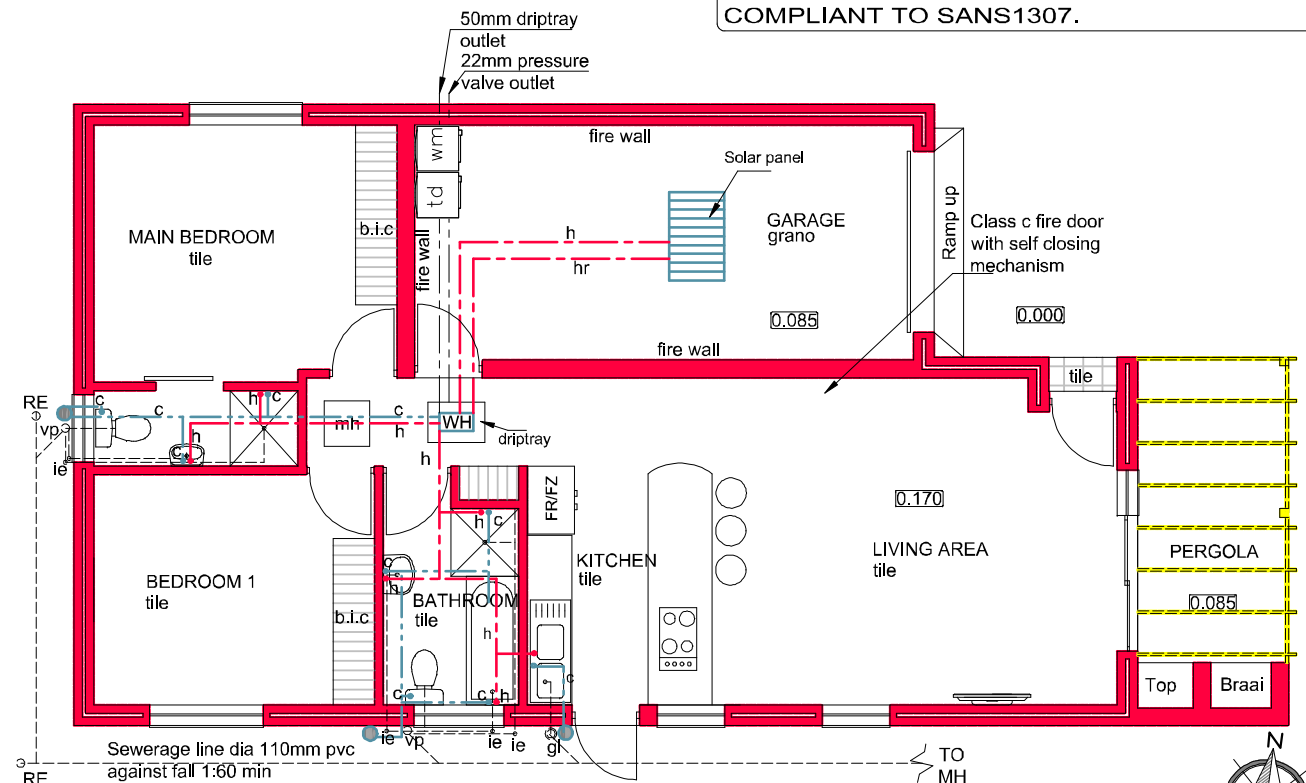 COMPLIANT TO SANS1307.
50mm driptray
outlet
22mm pressure
valve outlet
fire wall
wm
td
Solar panel
GARAGE
grano
Ramp up
Class c fire door
with self closing
mechanism
MAIN BEDROOM
tile
b.i.c
fire wall
h
hr
0.085
0.000
fire wall
tile
RE
vp
ie
c
c
h
c
h
c
mh
c
h
WH
driptray
h
FR/FZ
0.170
h
c
BEDROOM 1
tile
b.i.c
c
h
BATHROOM
tile
h
KITCHEN
tile
LIVING AREA
tile
PERGOLA
0.085
c
c
c
h
Top
Braai
ie
vp
ie
ie
gl
Sewerage line dia 110mm pvc
against fall 1:60 min
TO
MH
N
RE